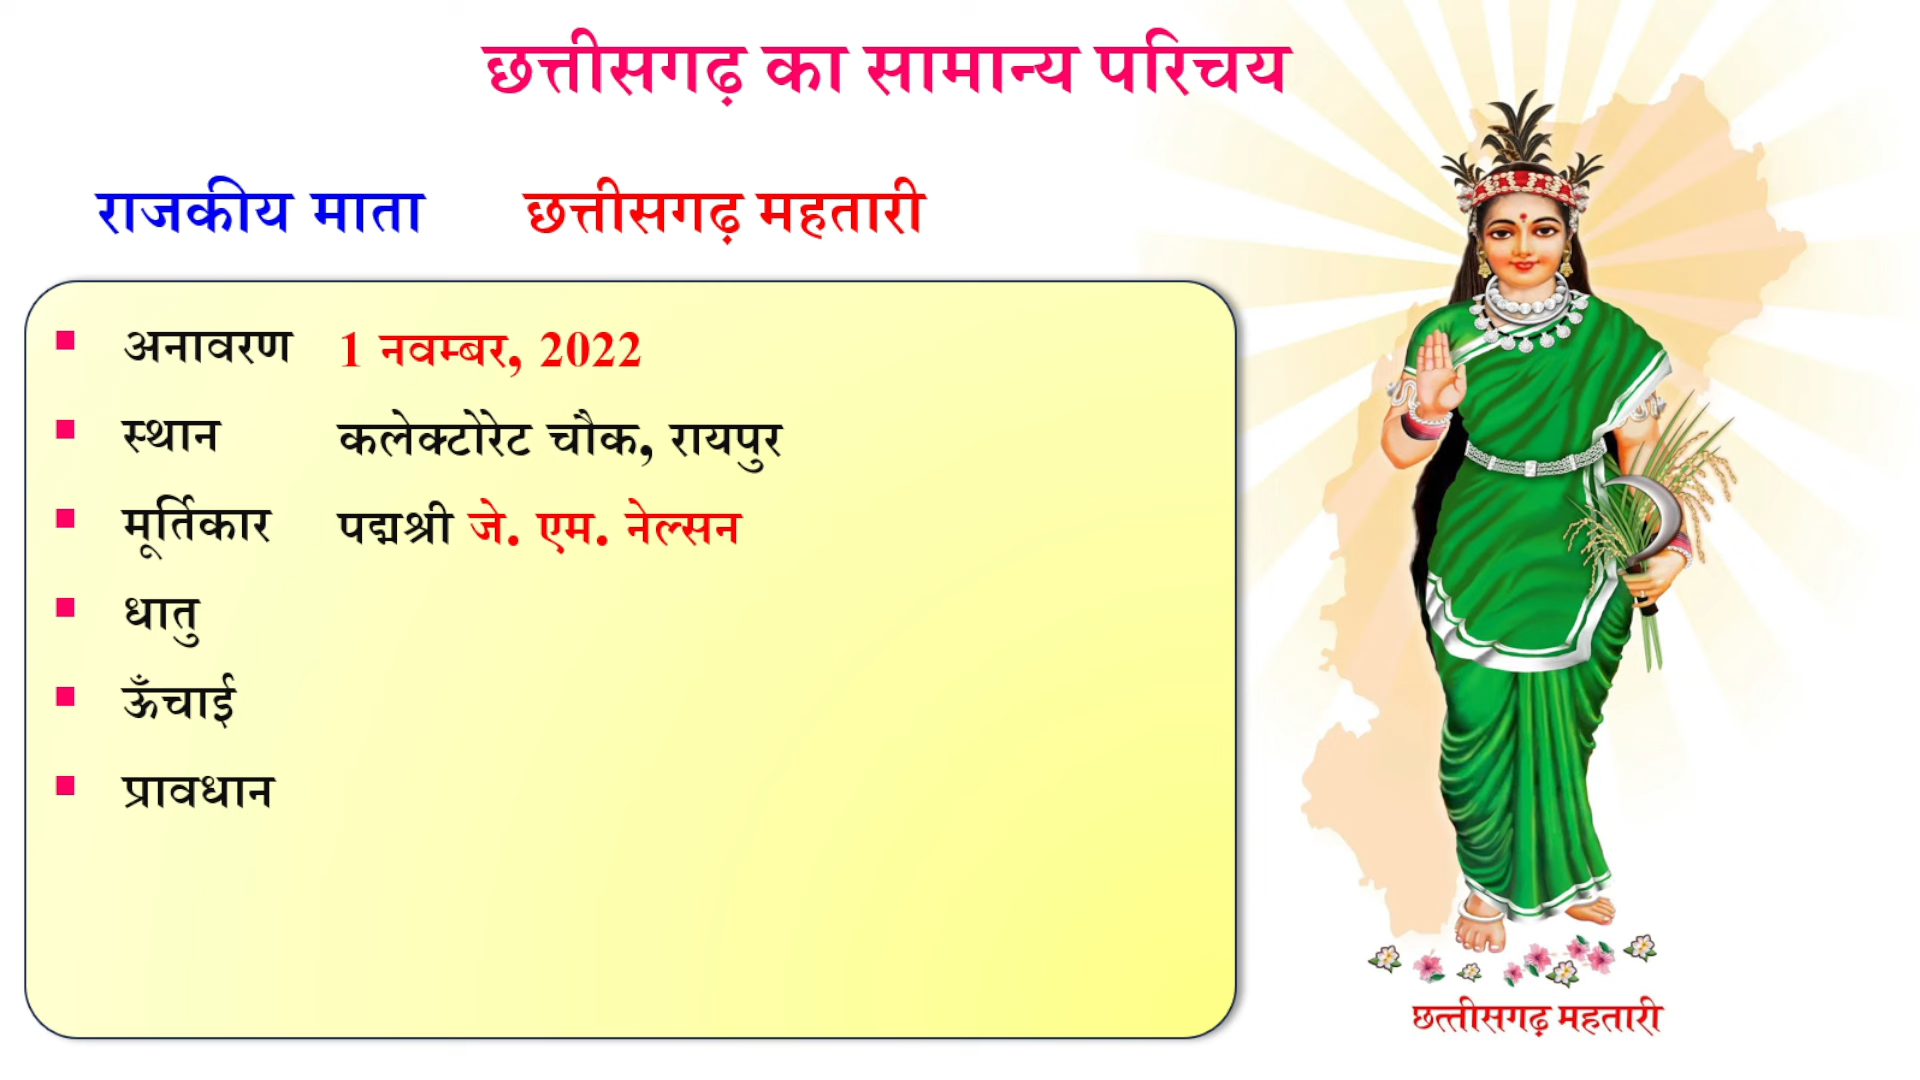 छत्तीसगढ़ का सामान्य परिचय
राजकीय माता छत्तीसगढ़ महतारी
▪ अनावरण 1 नवम्बर, 2022
▪ स्थान कलेक्टोरेट चौक, रायपुर
▪ मूर्तिकार पद्मश्री जे. एम. नेल्सन
▪ धातु
▪ ऊँचाई
▪ प्रावधान
छत्तीसगढ़ महतारी